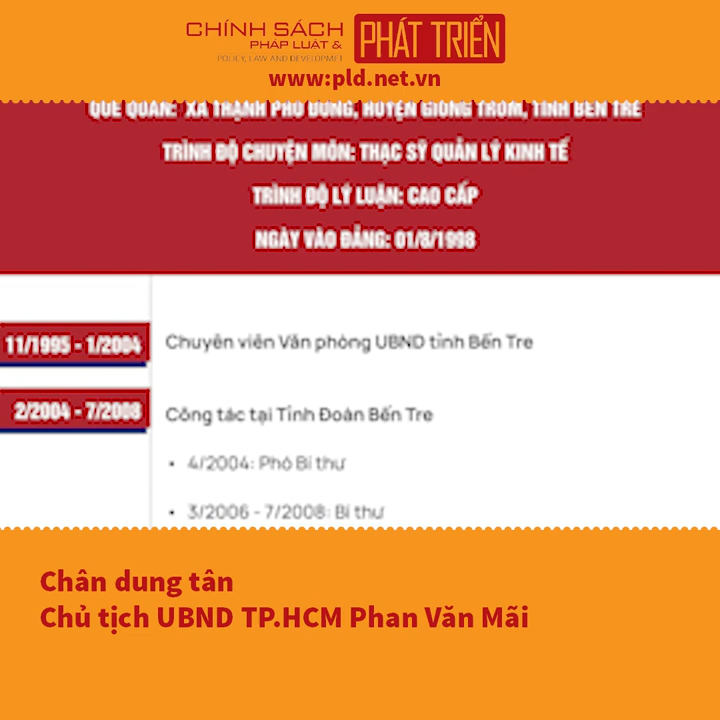 CHÍNH SÁCH
PHÁP LUẬT &
PHÁT TRIỂN
POLICY, LAW AND DEVELOPMET
www:pld.net.vn
QUÊ QUÁN: XÃ THẠNH PHÚ ĐÔNG, HUYỆN GIỒNG TRÔM, TỈNH BẾN TRE
TRÌNH ĐỘ CHUYÊN MÔN: THẠC SỸ QUẢN LÝ KINH TẾ
TRÌNH ĐỘ LÝ LUẬN: CAO CẤP
NGÀY VÀO ĐẢNG: 01/8/1998
11/1995 - 1/2004 Chuyên viên Văn phòng UBND tỉnh Bến Tre
2/2004 - 7/2008 Công tác tại Tỉnh Đoàn Bến Tre
• 4/2004: Phó Bí thư
• 3/2006 - 7/2008: Bí thư
Chân dung tân
Chủ tịch UBND TP.HCM Phan Văn Mãi